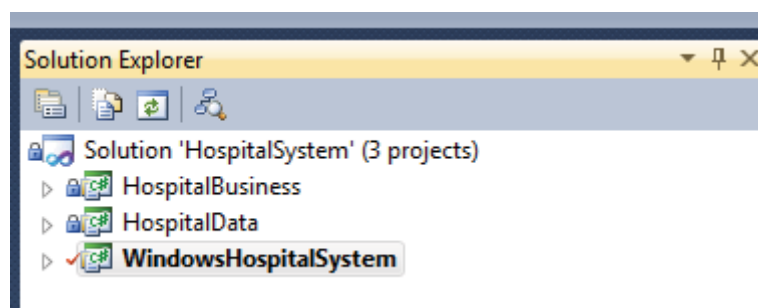 Solution Explorer
Solution 'HospitalSystem' (3 projects)
C# HospitalBusiness
C# HospitalData
C# WindowsHospitalSystem